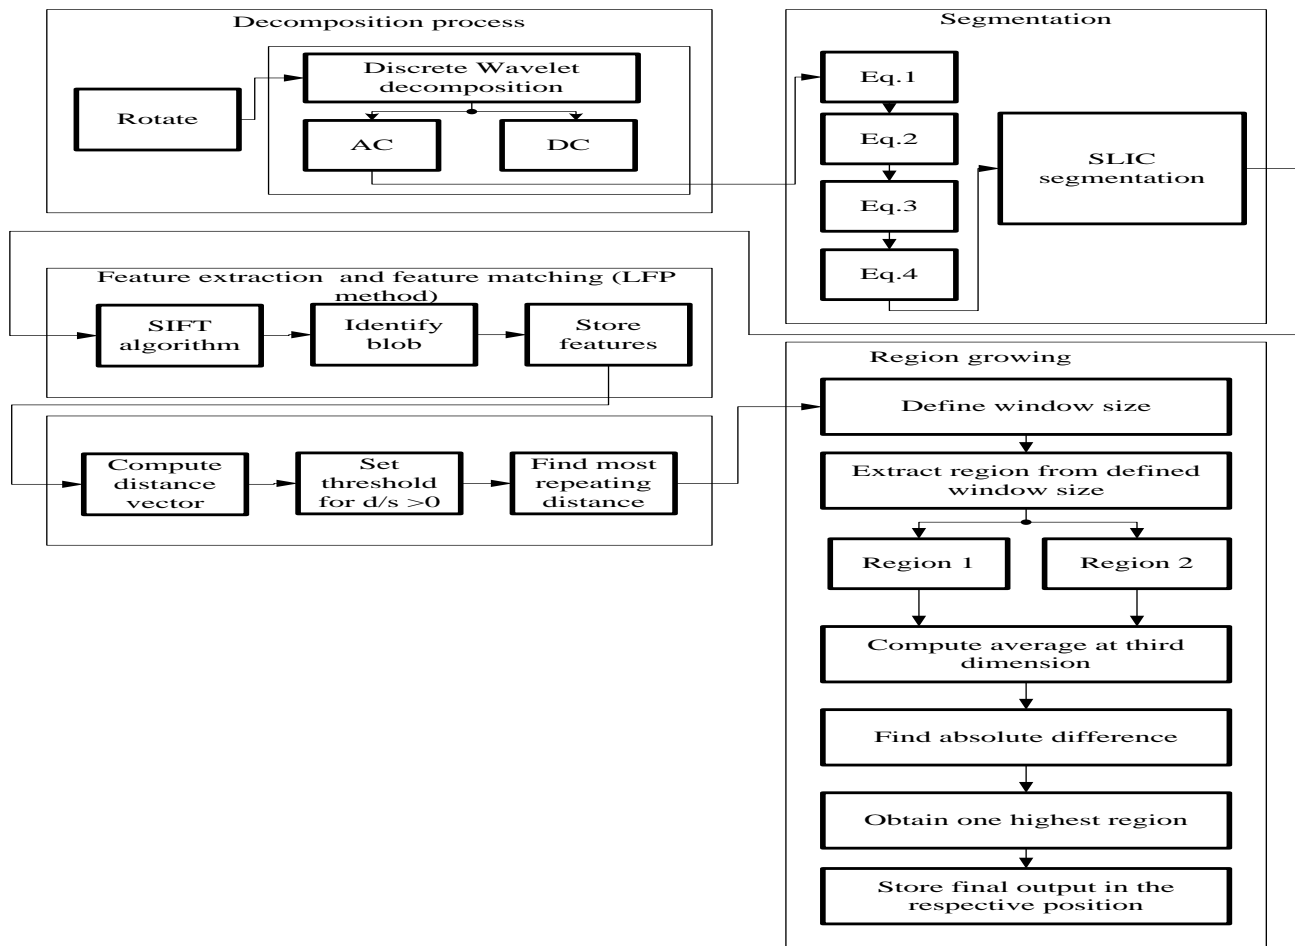 Decomposition process
Rotate
Discrete Wavelet
decomposition
AC
DC
Segmentation
Eq.1
Eq.2
Eq.3
Eq.4
SLIC
segmentation
Feature extraction and feature matching (LFP
method)
SIFT
algorithm
Identify
blob
Store
features
Compute
distance
vector
Set
threshold
for d/s >0
Find most
repeating
distance
Region growing
Define window size
Extract region from defined
window size
Region 1
Region 2
Compute average at third
dimension
Find absolute difference
Obtain one highest region
Store final output in the
respective position